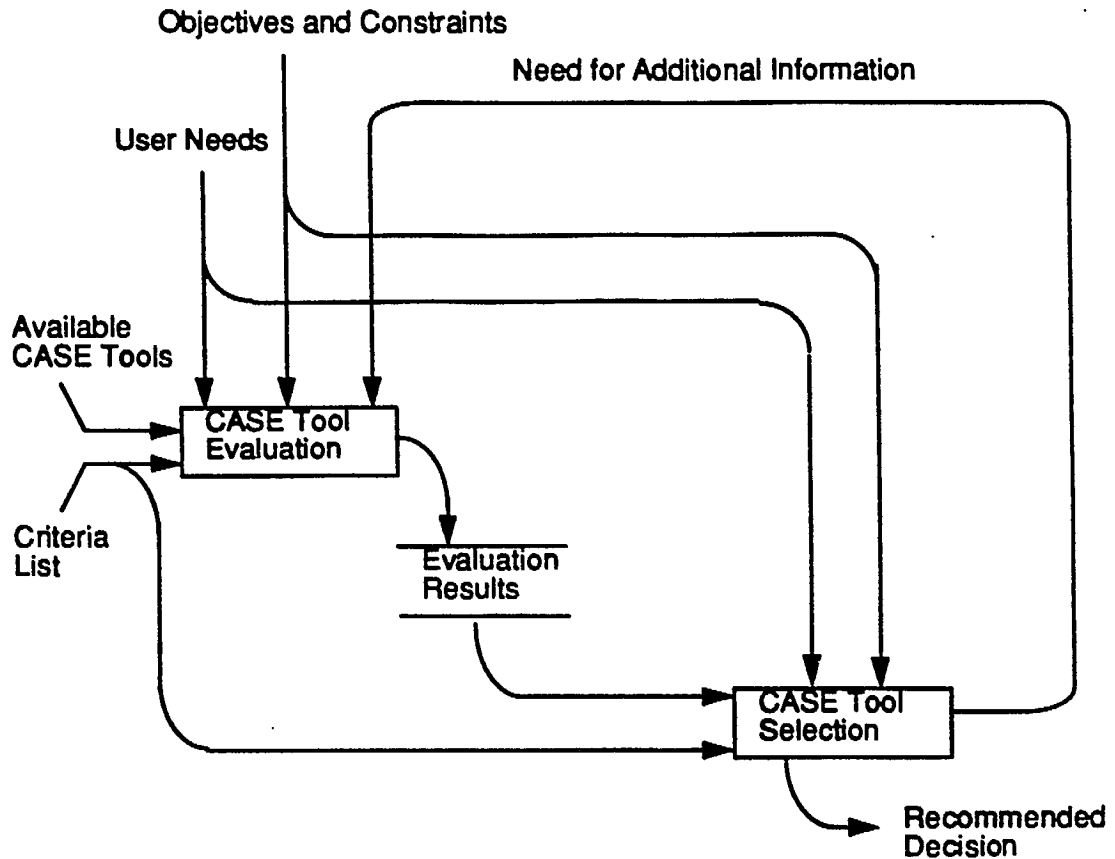 Objectives and Constraints
Need for Additional Information
User Needs
Available
CASE Tools
CASE Tool
Evaluation
Criteria
List
Evaluation
Results
CASE Tool
Selection
Recommended
Decision